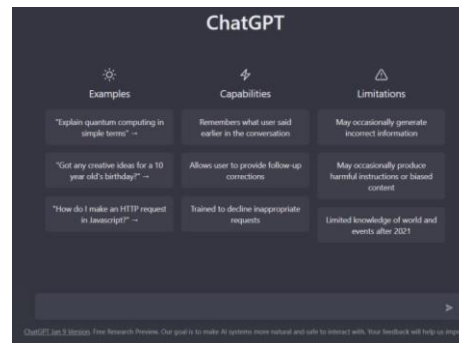 ChatGPT
Examples
Capabilities
Limitations
"Explain quantum computing in
simple terms" →
Remembers what user said
earlier in the conversation
May occasionally generate
incorrect information
"Got any creative ideas for a 10
year old's birthday?" →
Allows user to provide follow-up
corrections
May occasionally produce
harmful instructions or biased
content
"How do I make an HTTP request
in Javascript?" →
Trained to decline inappropriate
requests
Limited knowledge of world and
events after 2021
ChatGPT Jan 9 Version. Free Research Preview. Our goal is to make AI systems more natural and safe to interact with. Your feedback will help us